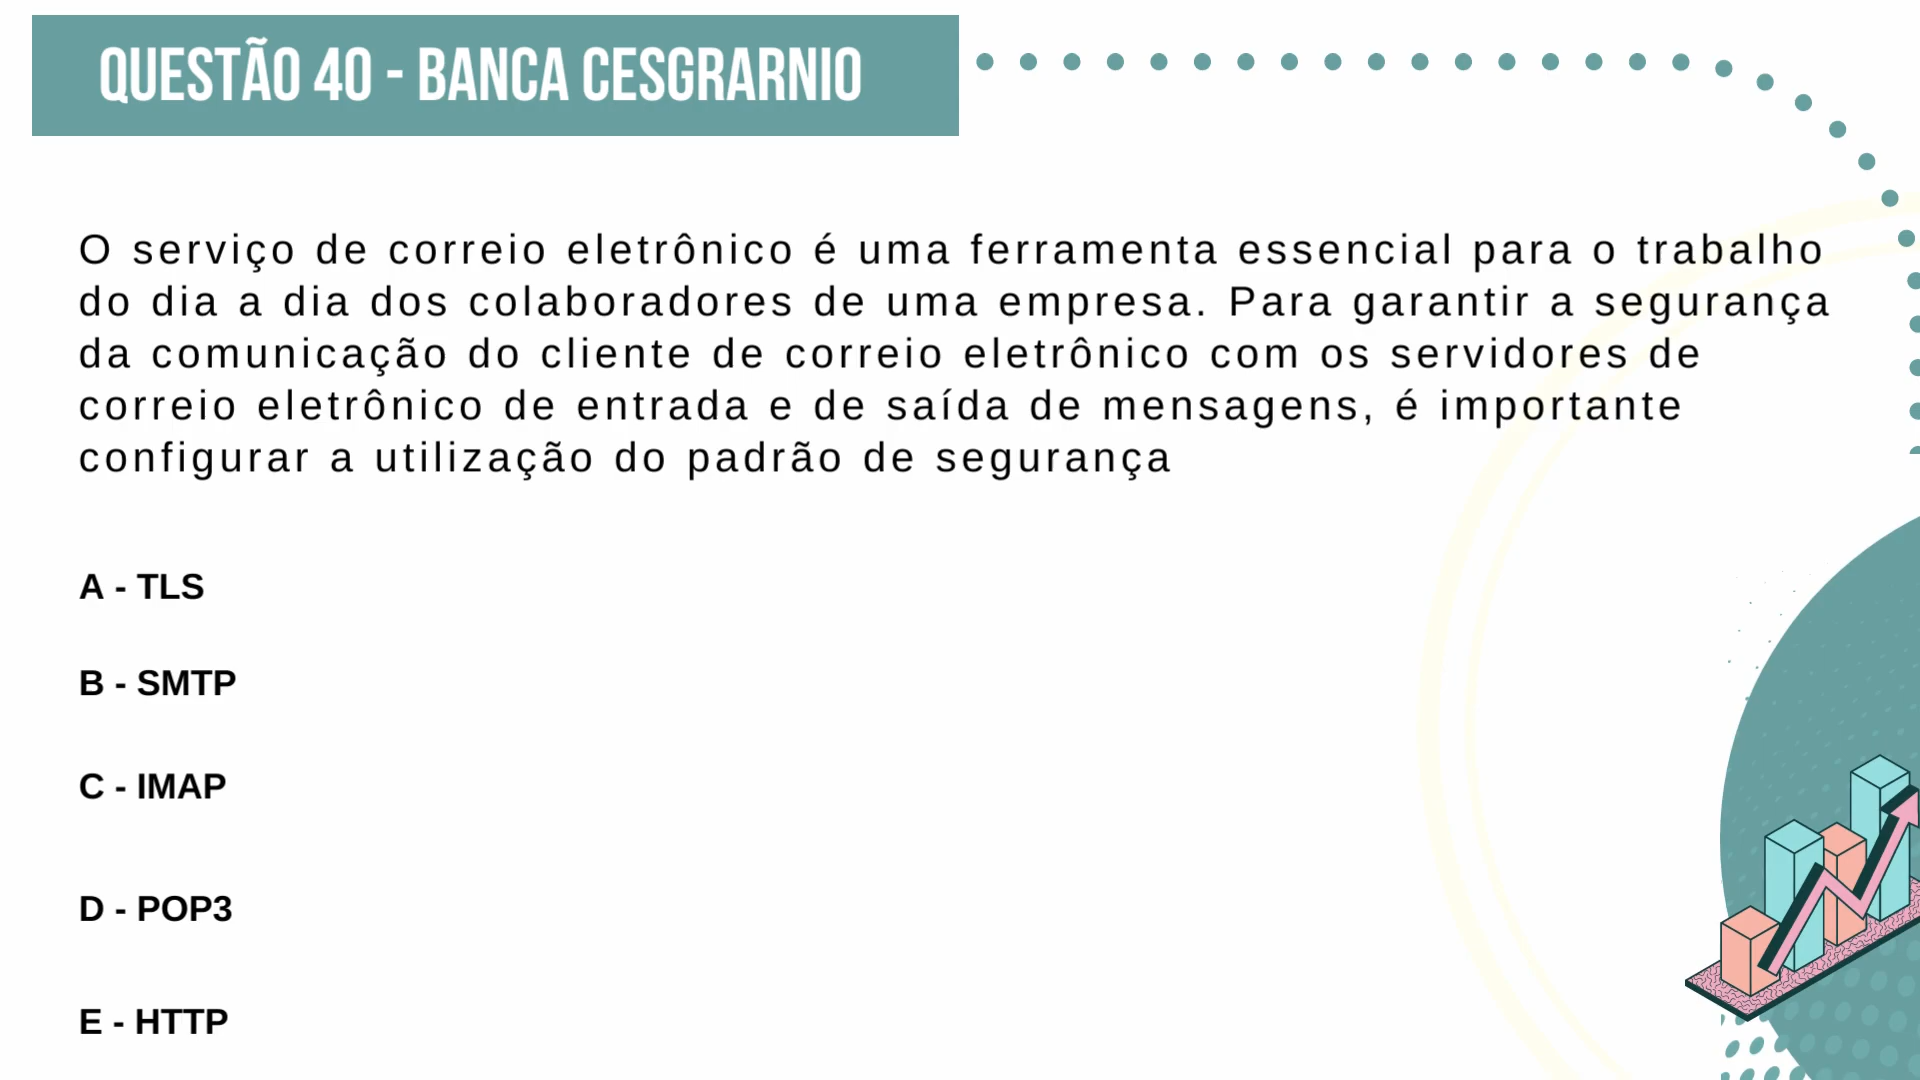 QUESTÃO 40 - BANCA CESGRARNIO
O serviço de correio eletrônico é uma ferramenta essencial para o trabalho
do dia a dia dos colaboradores de uma empresa. Para garantir a segurança
da comunicação do cliente de correio eletrônico com os servidores de
correio eletrônico de entrada e de saída de mensagens, é importante
configurar a utilização do padrão de segurança
A - TLS
B - SMTP
C - IMAP
D - POP3
E - HTTP